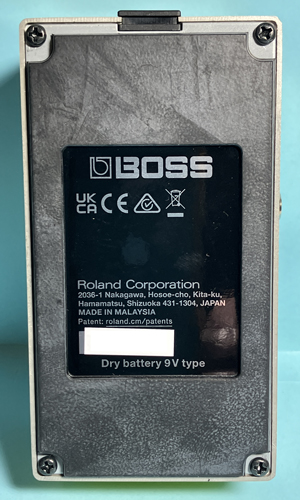 BOSS
UK
CA CE
Roland Corporation
2036-1 Nakagawa, Hosoe-cho, Kita-ku,
Hamamatsu, Shizuoka 431-1304, JAPAN
MADE IN MALAYSIA
Patent: roland.cm/patents
Dry battery 9V type